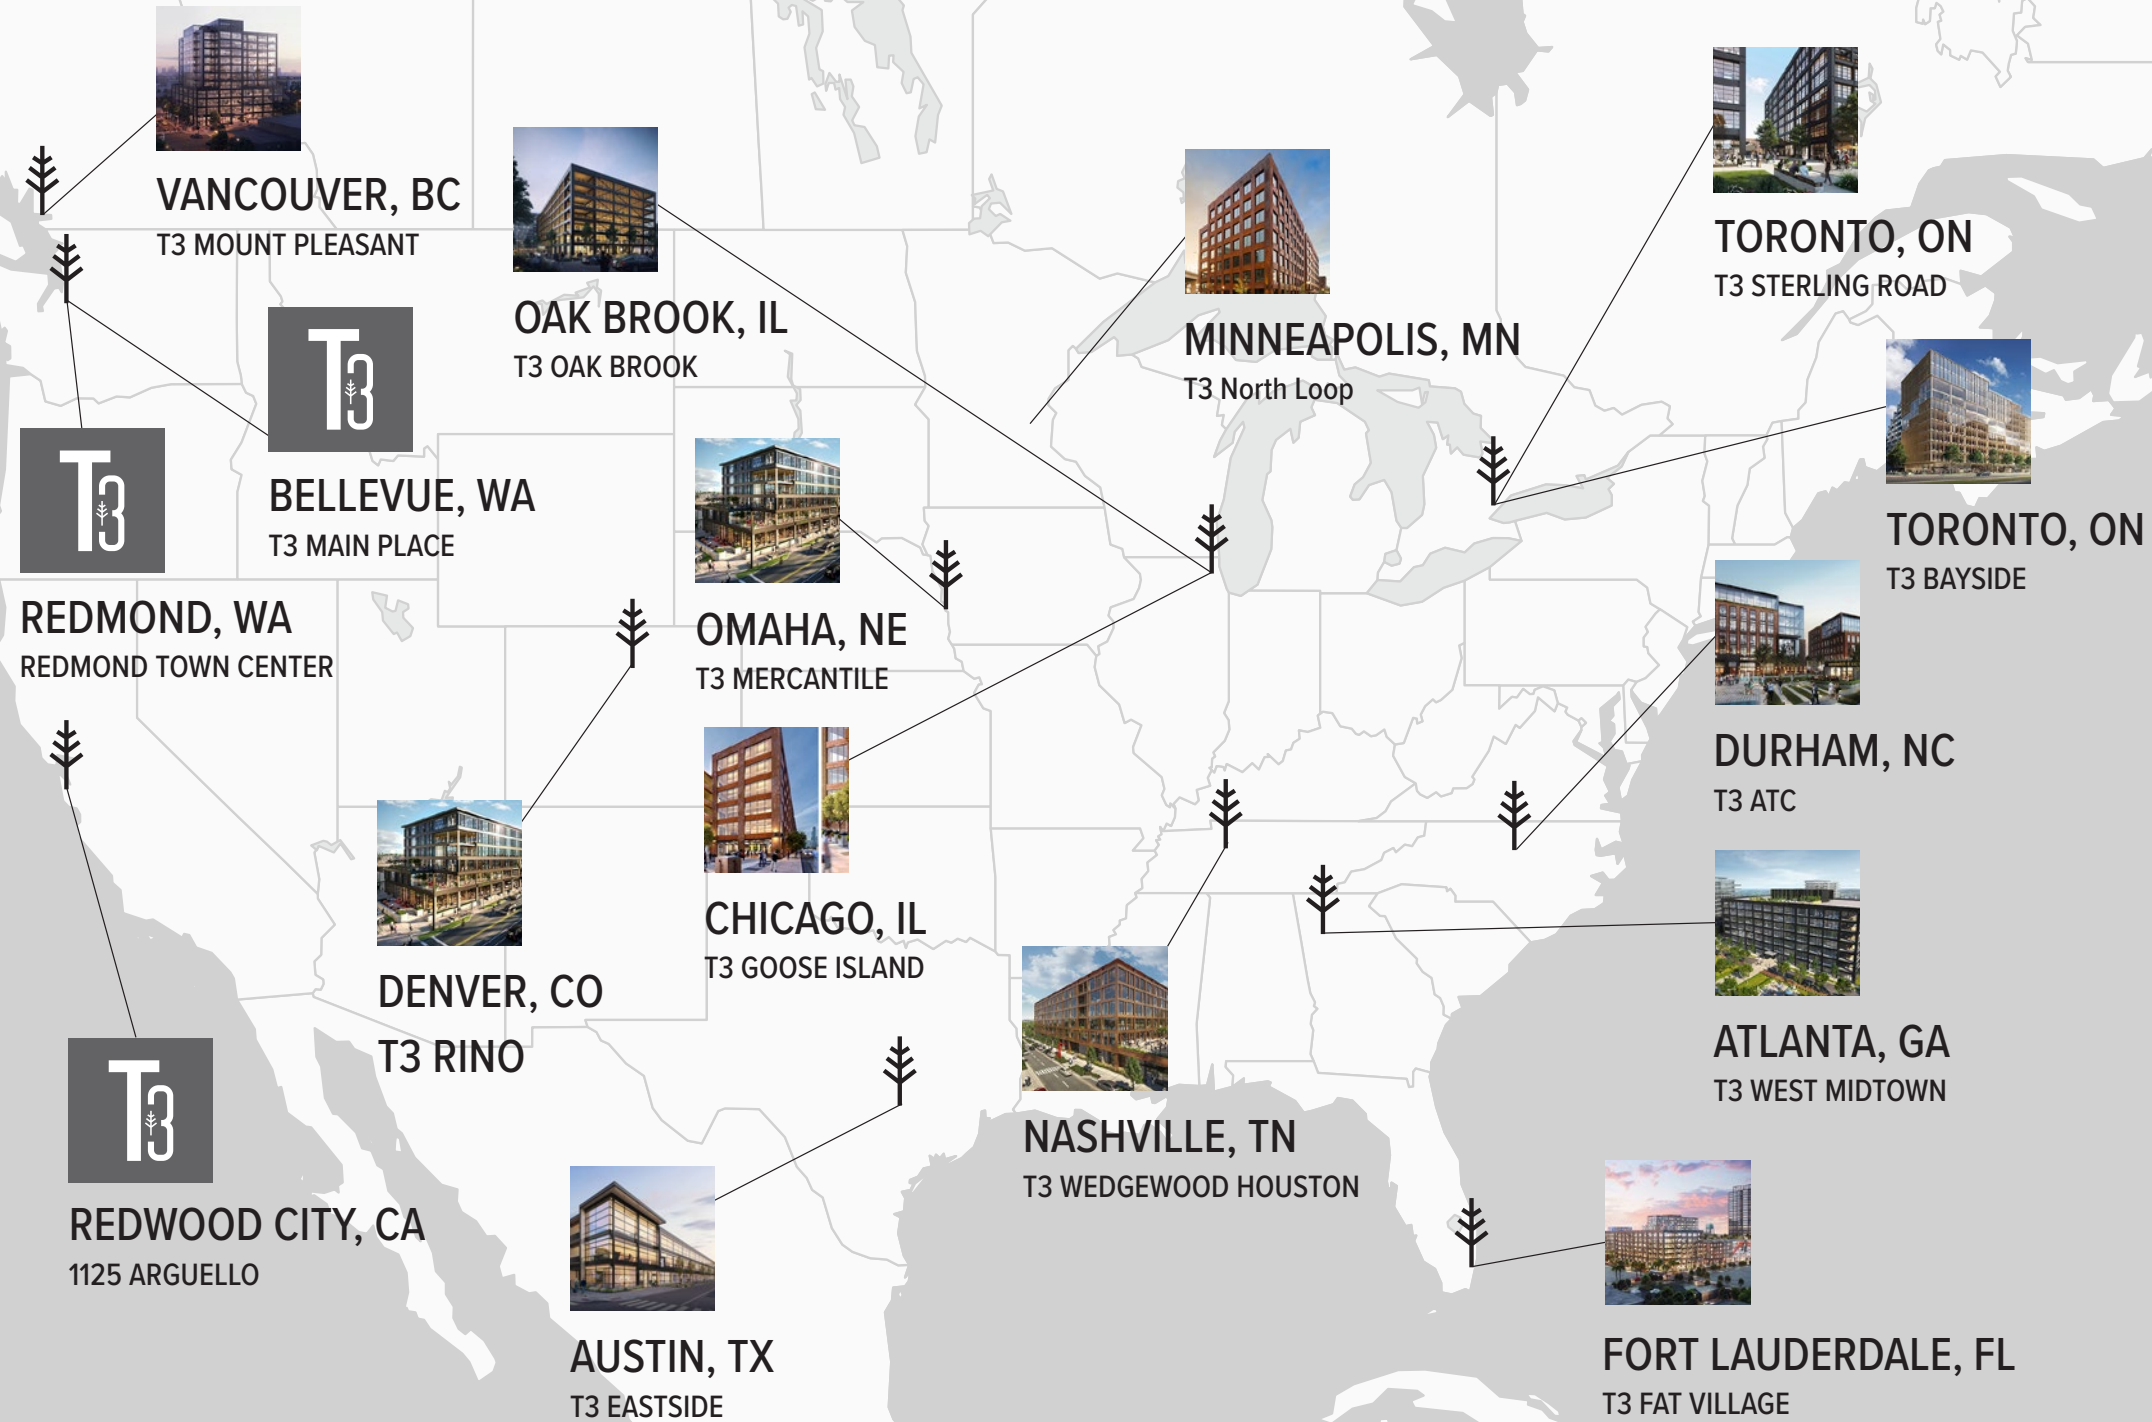 VANCOUVER, BC
T3 MOUNT PLEASANT
OAK BROOK, IL
T3 OAK BROOK
MINNEAPOLIS, MN
T3 North Loop
TORONTO, ON
T3 STERLING ROAD
T3
BELLEVUE, WA
T3 MAIN PLACE
T3
REDMOND, WA
REDMOND TOWN CENTER
OMAHA, NE
T3 MERCANTILE
TORONTO, ON
T3 BAYSIDE
DURHAM, NC
T3 ATC
DENVER, CO
T3 RINO
CHICAGO, IL
T3 GOOSE ISLAND
ATLANTA, GA
T3 WEST MIDTOWN
T3
REDWOOD CITY, CA
1125 ARGUELLO
NASHVILLE, TN
T3 WEDGEWOOD HOUSTON
AUSTIN, TX
T3 EASTSIDE
FORT LAUDERDALE, FL
T3 FAT VILLAGE